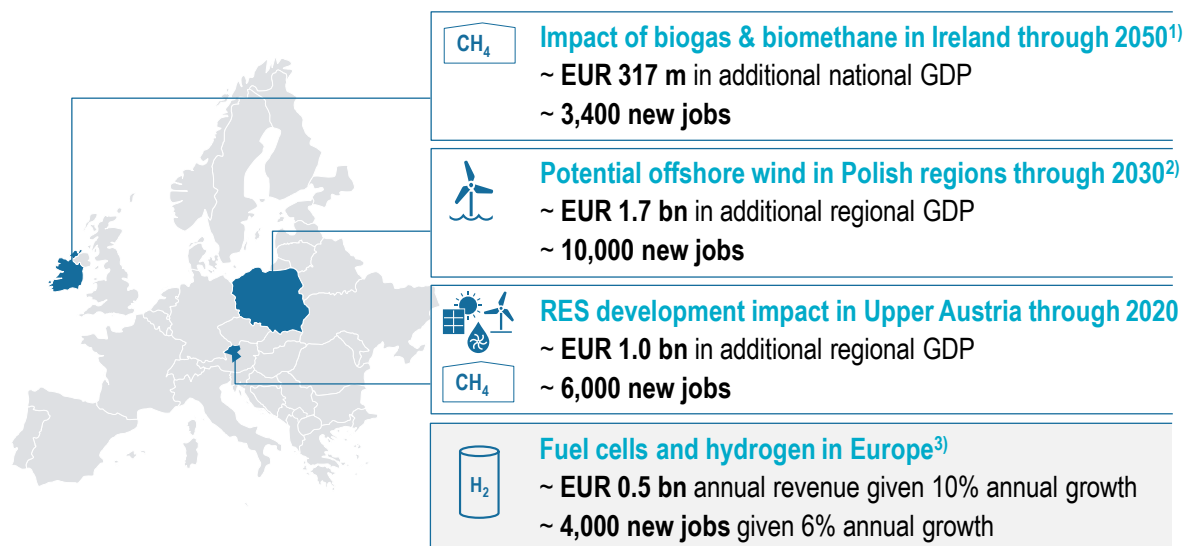 CH₄
Impact of biogas & biomethane in Ireland through 2050¹⁾
~ EUR 317 m in additional national GDP
~ 3,400 new jobs
Potential offshore wind in Polish regions through 2030²⁾
~ EUR 1.7 bn in additional regional GDP
~ 10,000 new jobs
RES development impact in Upper Austria through 2020
~ EUR 1.0 bn in additional regional GDP
CH₄
~ 6,000 new jobs
Fuel cells and hydrogen in Europe³⁾
H₂
~ EUR 0.5 bn annual revenue given 10% annual growth
~ 4,000 new jobs given 6% annual growth